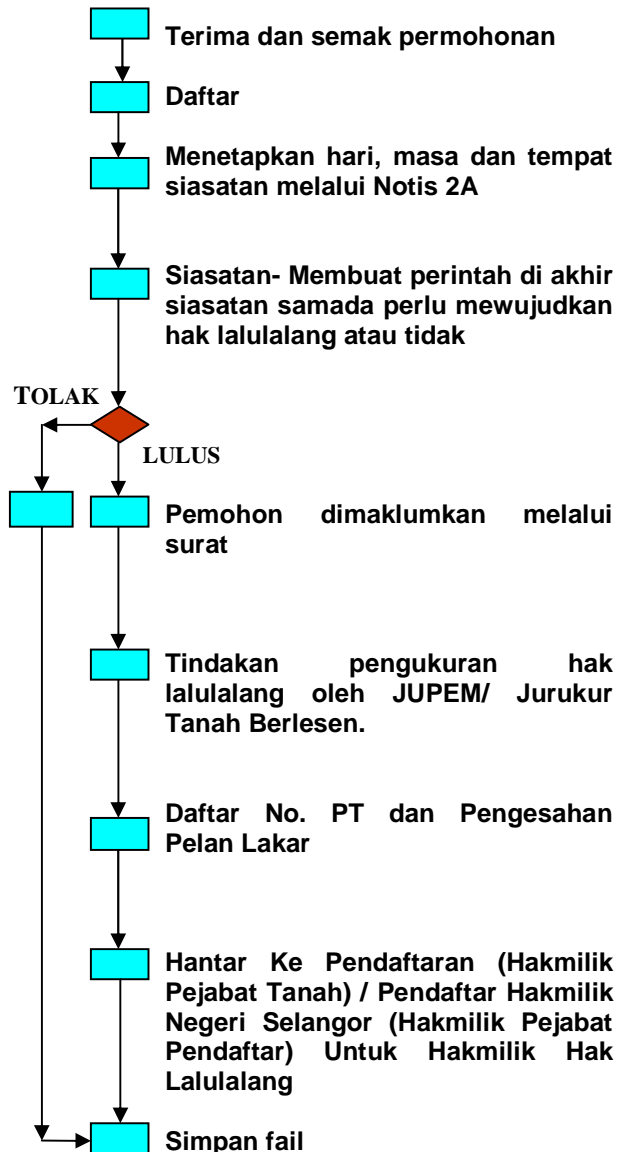 Terima dan semak permohonan
Daftar
Menetapkan hari, masa dan tempat
siasatan melalui Notis 2A
Siasatan- Membuat perintah di akhir
siasatan samada perlu mewujudkan
hak lalulalang atau tidak
TOLAK
LULUS
Pemohon dimaklumkan melalui
surat
Tindakan pengukuran hak
lalulalang oleh JUPEM/ Jurukur
Tanah Berlesen.
Daftar No. PT dan Pengesahan
Pelan Lakar
Hantar Ke Pendaftaran (Hakmilik
Pejabat Tanah) / Pendaftar Hakmilik
Negeri Selangor (Hakmilik Pejabat
Pendaftar) Untuk Hakmilik Hak
Lalulalang
Simpan fail